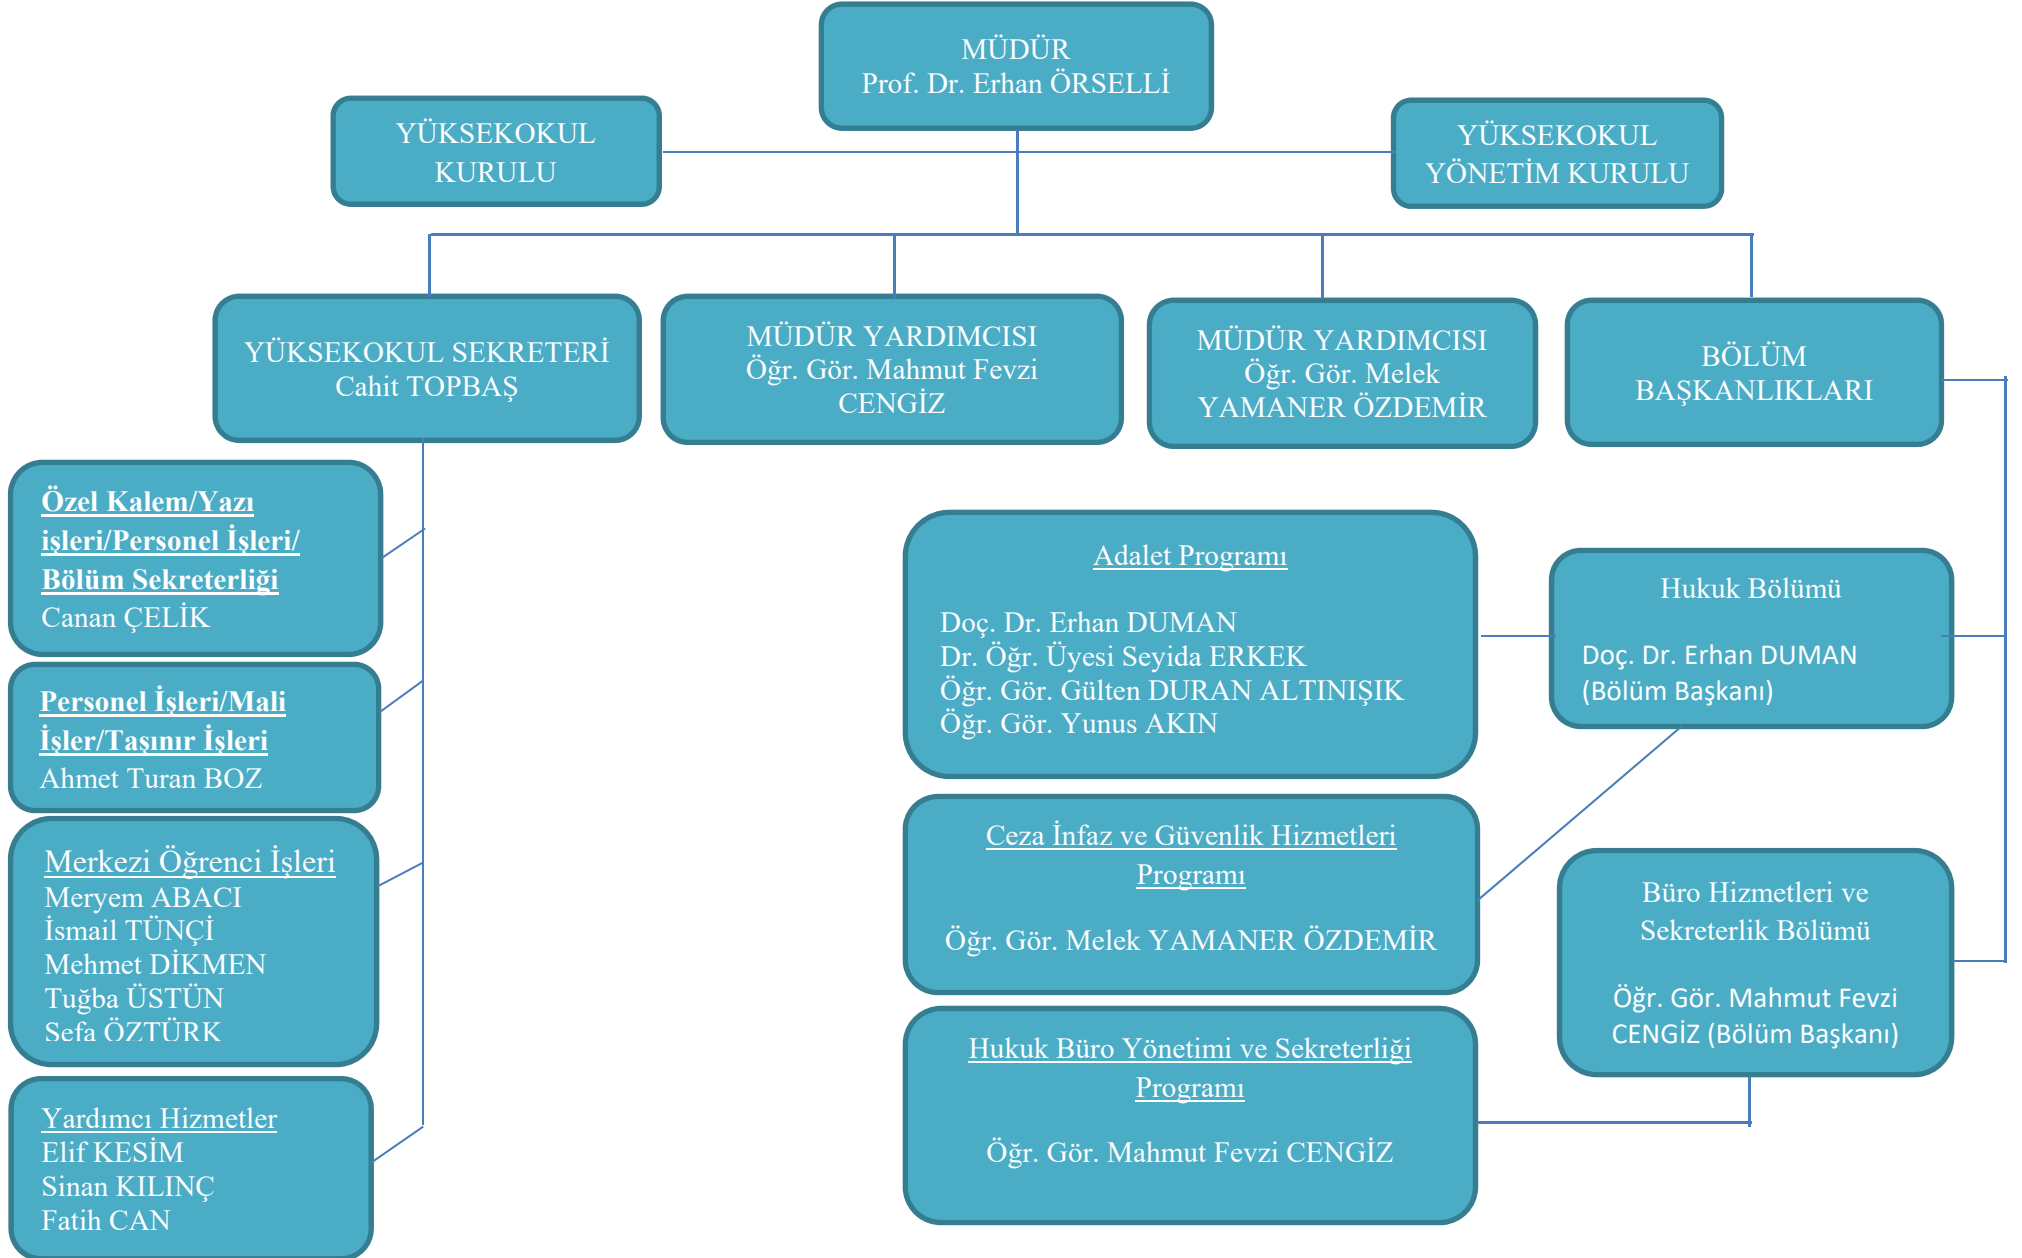 MÜDÜR
Prof. Dr. Erhan ÖRSELLİ
YÜKSEKOKUL
KURULU
YÜKSEKOKUL
YÖNETİM KURULU
YÜKSEKOKUL SEKRETERİ
Cahit TOPBAŞ
MÜDÜR YARDIMCISI
Öğr. Gör. Mahmut Fevzi
CENGİZ
MÜDÜR YARDIMCISI
Öğr. Gör. Melek
YAMANER ÖZDEMİR
BÖLÜM
BAŞKANLIKLARI
Özel Kalem/Yazı
işleri/Personel İşleri/
Bölüm Sekreterliği
Canan ÇELİK
Personel İşleri/Mali
İşler/Taşınır İşleri
Ahmet Turan BOZ
Merkezi Öğrenci İşleri
Meryem ABACI
İsmail TÜNÇİ
Mehmet DİKMEN
Tuğba ÜSTÜN
Sefa ÖZTÜRK
Yardımcı Hizmetler
Elif KESİM
Sinan KILINÇ
Fatih CAN
Adalet Programı
Doç. Dr. Erhan DUMAN
Dr. Öğr. Üyesi Seyida ERKEK
Öğr. Gör. Gülten DURAN ALTINIŞIK
Öğr. Gör. Yunus AKIN
Ceza İnfaz ve Güvenlik Hizmetleri
Programı
Öğr. Gör. Melek YAMANER ÖZDEMİR
Hukuk Büro Yönetimi ve Sekreterliği
Programı
Öğr. Gör. Mahmut Fevzi CENGİZ
Hukuk Bölümü
Doç. Dr. Erhan DUMAN
(Bölüm Başkanı)
Büro Hizmetleri ve
Sekreterlik Bölümü
Öğr. Gör. Mahmut Fevzi
CENGİZ (Bölüm Başkanı)